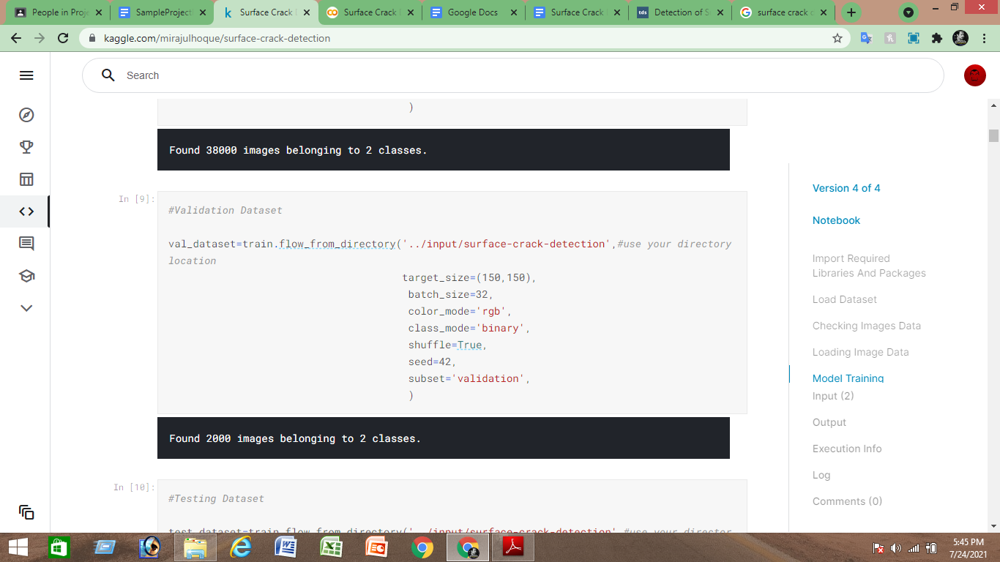 People in Proje
SampleProject
Surface Crack
Surface Crack
Google Docs
Surface Crack
Detection of S
surface crack
kaggle.com/mirajulhoque/surface-crack-detection
Search
)
Found 38000 images belonging to 2 classes.
In [9]:
#Validation Dataset
val_dataset=train.flow_from_directory('../input/surface-crack-detection',#use your directory
location
target_size=(150,150),
batch_size=32,
color_mode='rgb',
class_mode='binary',
shuffle=True,
seed=42,
subset='validation',
)
Found 2000 images belonging to 2 classes.
In [10]:
#Testing Dataset
test_dataset=train.flow_from_directory('../input/surface-crack-detection',#use your director
Version 4 of 4
Notebook
Import Required
Libraries And Packages
Load Dataset
Checking Images Data
Loading Image Data
Model Training
Input (2)
Output
Execution Info
Log
Comments (0)
5:45 PM
7/24/2021